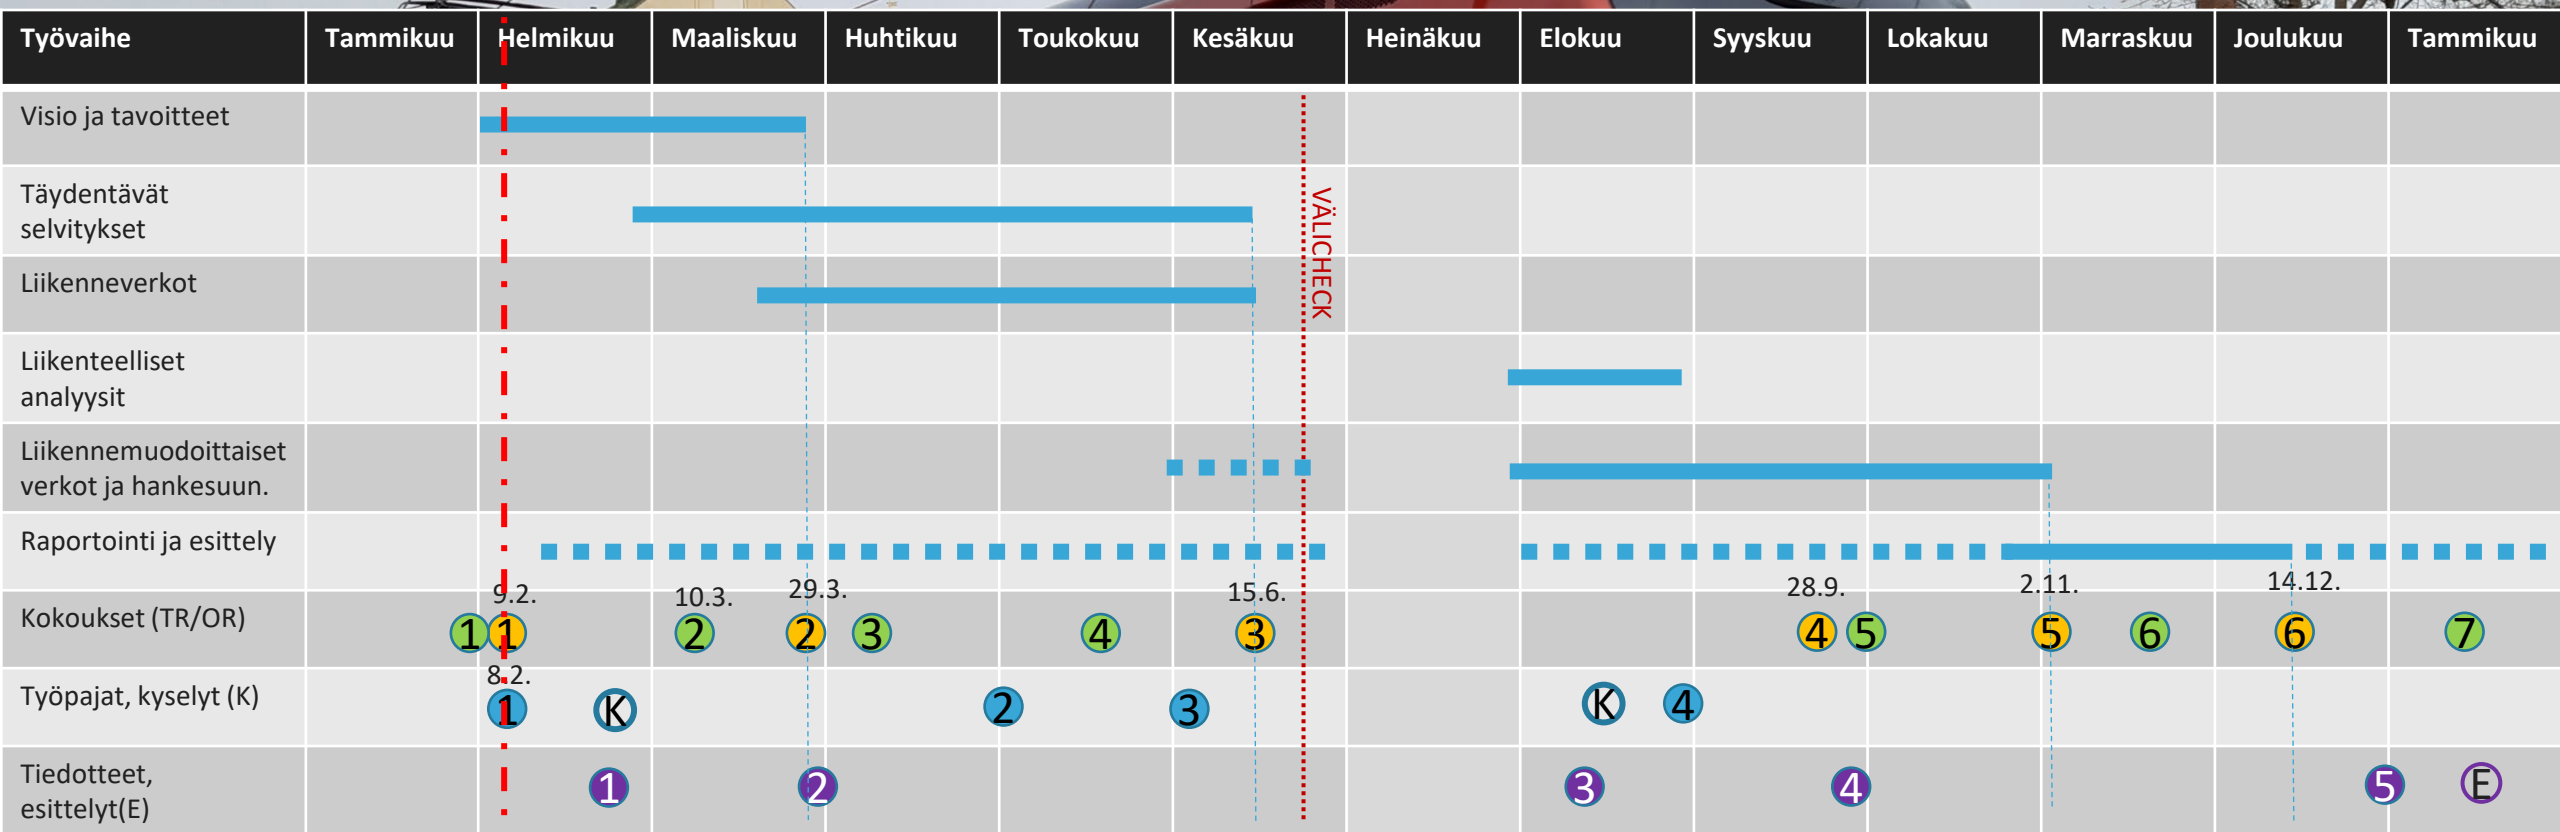 Työvaihe Tammikuu Helmikuu Maaliskuu Huhtikuu Toukokuu Kesäkuu Heinäkuu Elokuu Syyskuu Lokakuu Marraskuu Joulukuu Tammikuu
Visio ja tavoitteet
Täydentävät
selvitykset
VÄLICHECK
Liikenneverkot
Liikenteelliset
analyysit
Liikennemuodoittaiset
verkot ja hankesuun.
Raportointi ja esittely
9.2. 10.3. 29.3. 15.6. 28.9. 2.11. 14.12.
Kokoukset (TR/OR) 1 1 2 2 3 4 3 4 5 5 6 6 7
8.2.
Työpajat, kyselyt (K) 1 K 2 3 K 4
Tiedotteet,
esittelyt(E) 1 2 3 4 5 E